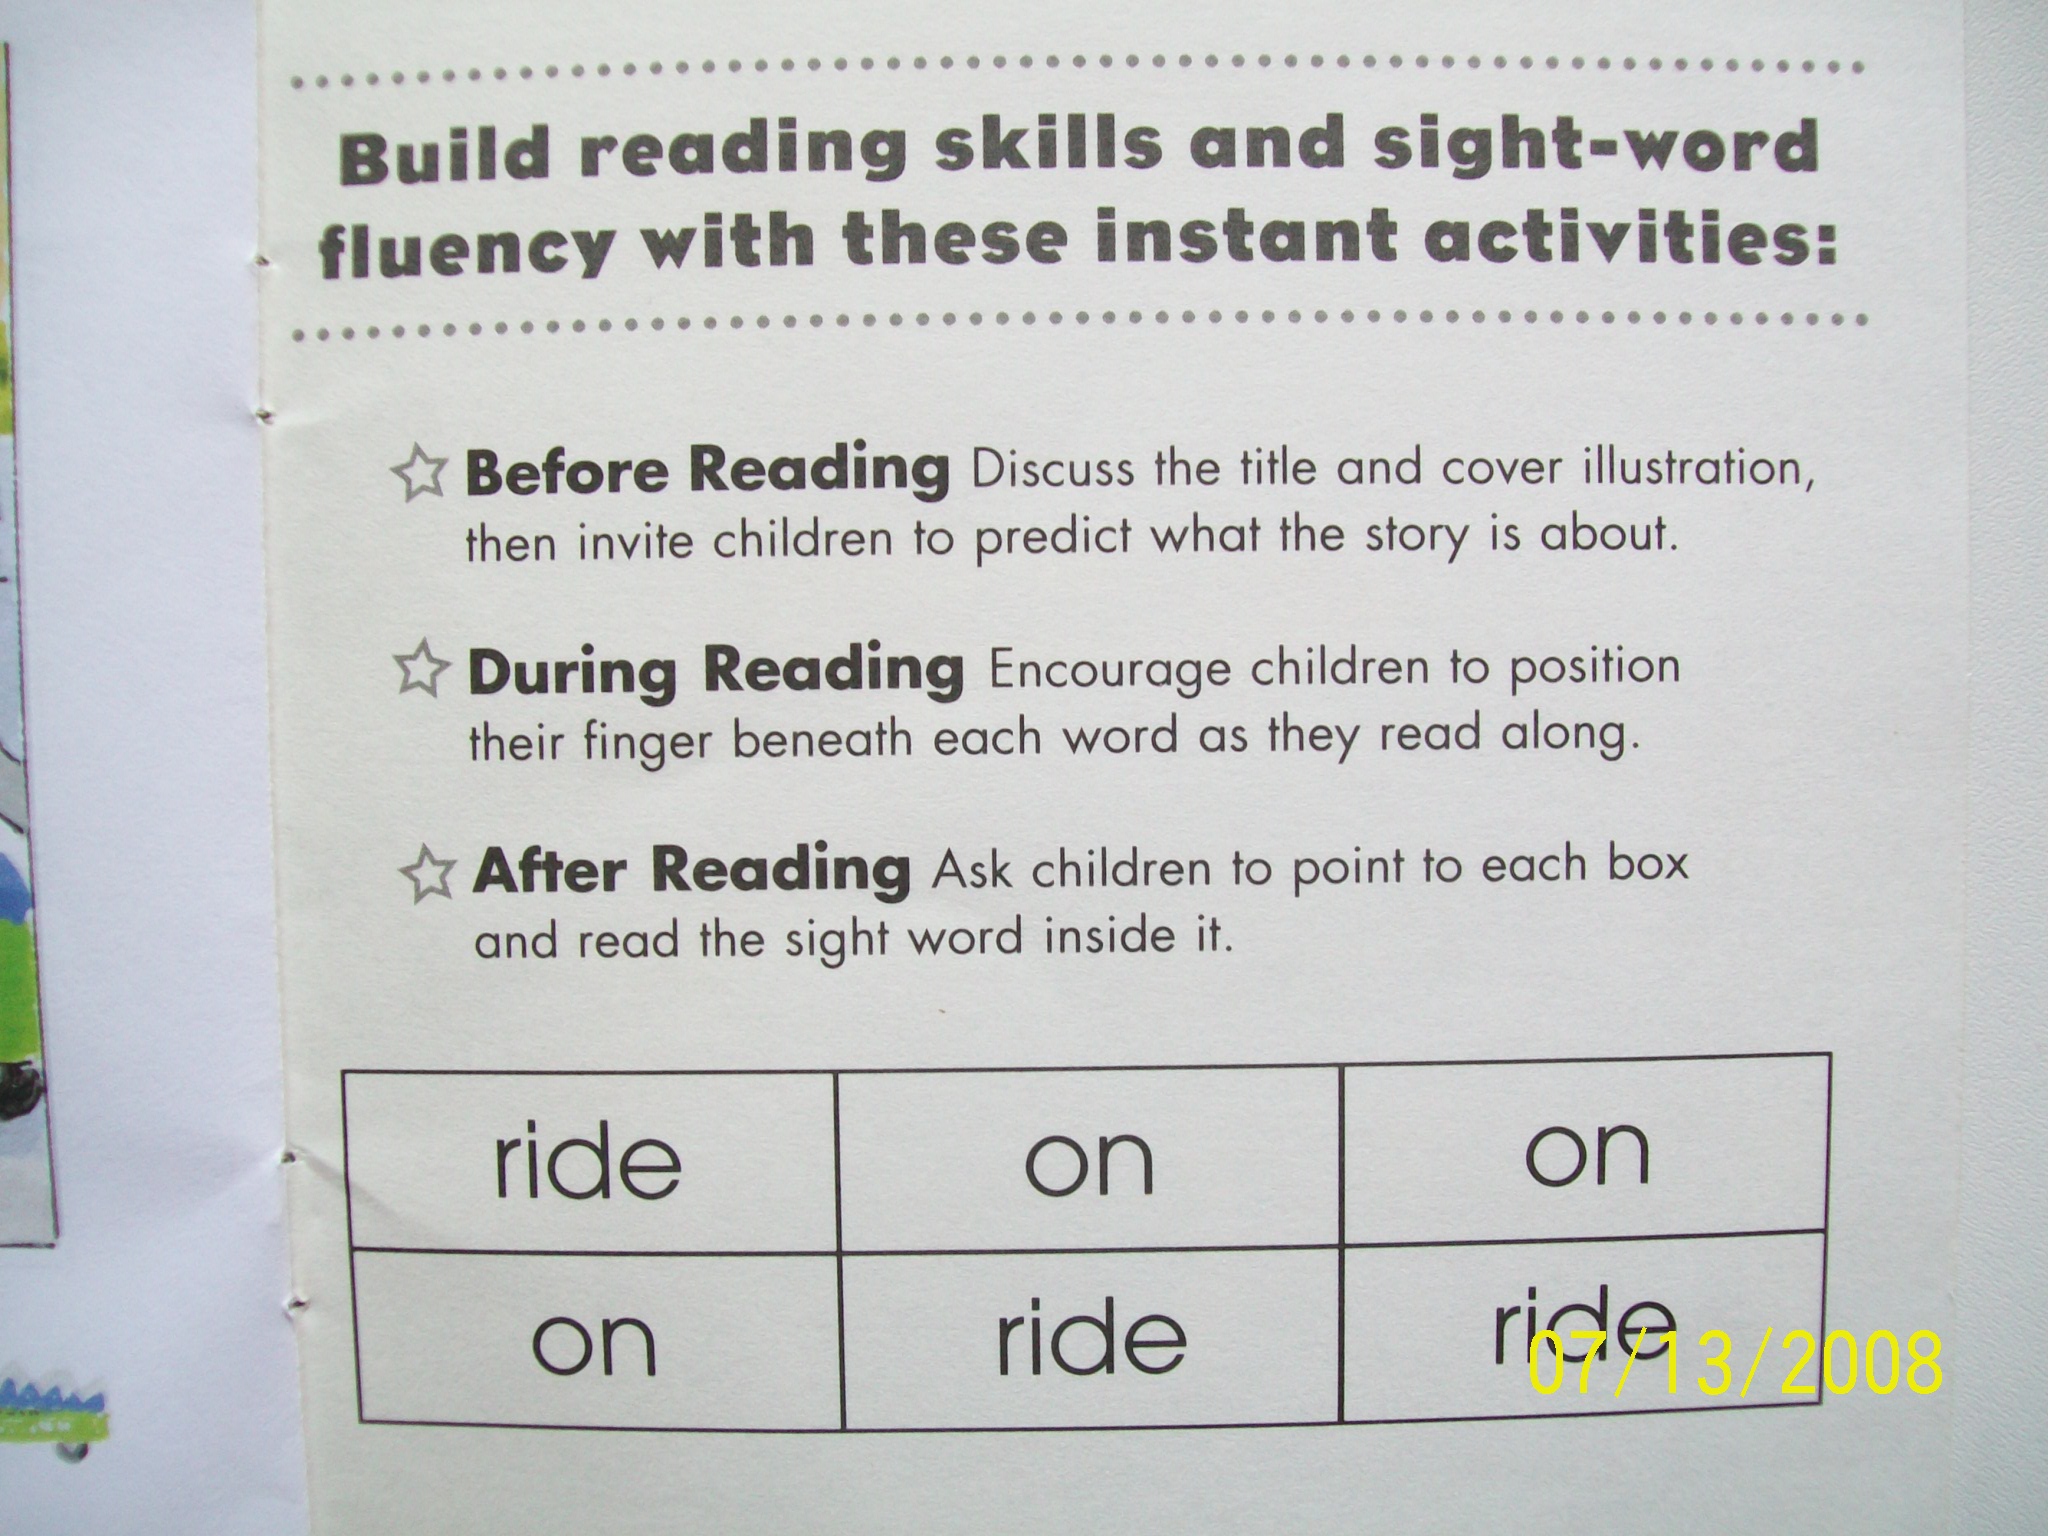 Build reading skills and sight-word
fluency with these instant activities:
Before Reading Discuss the title and cover illustration,
then invite children to predict what the story is about.
During Reading Encourage children to position
their finger beneath each word as they read along.
After Reading Ask children to point to each box
and read the sight word inside it.
ride on on
on ride ride
07/13/2008